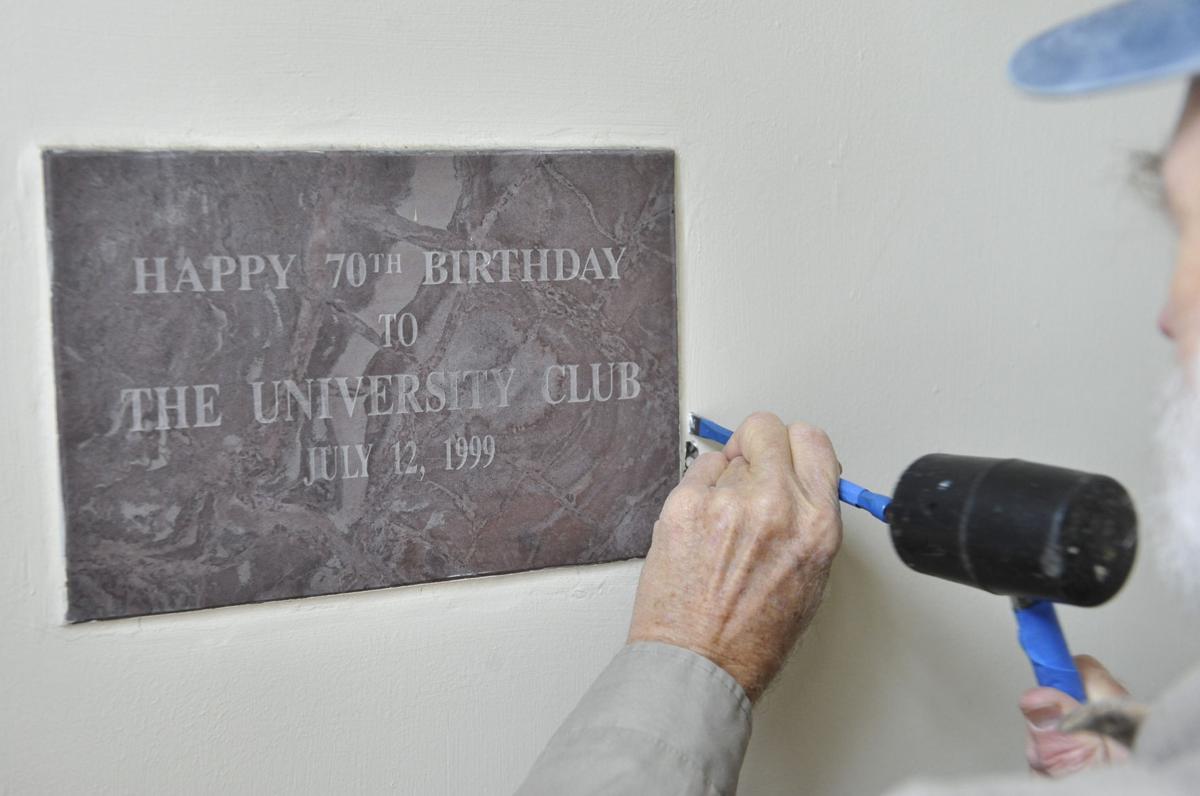 HAPPY 70TH BIRTHDAY
TO
THE UNIVERSITY CLUB
JULY 12, 1999